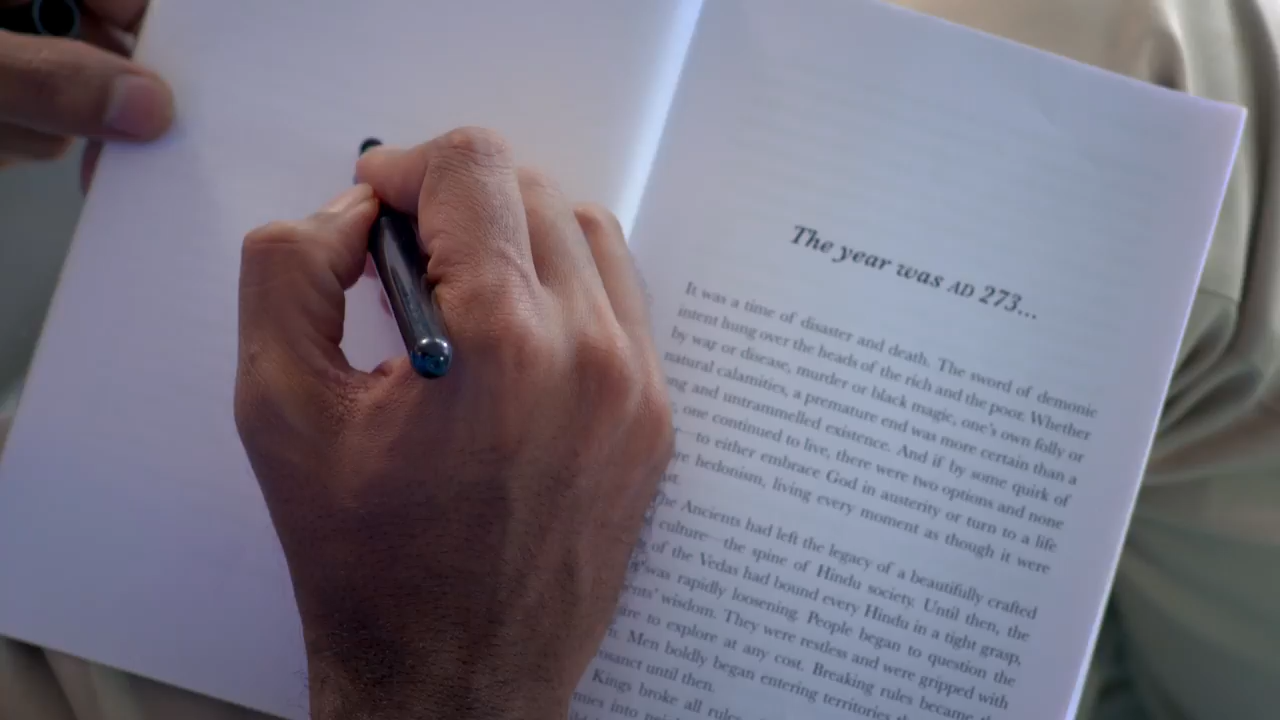 The year was AD 273...
It was a time of disaster and death. The sword of demonic
intent hung over the heads of the rich and the poor. Whether
by war or disease, murder or black magic, one's own folly or
natural calamities, a premature end was more certain than a
and untrammelled existence. And if by some quirk of
one continued to live, there were two options and none
—to either embrace God in austerity or turn to a life
hedonism, living every moment as though it were
Ancients had left the legacy of a beautifully crafted
culture—the spine of Hindu society. Until then, the
of the Vedas had bound every Hindu in a tight grasp,
was rapidly loosening. People began to question the
wisdom. They were restless and were gripped with
to explore at any cost. Breaking rules became the
Men boldly began entering territories
until then.
Kings broke all rules
into